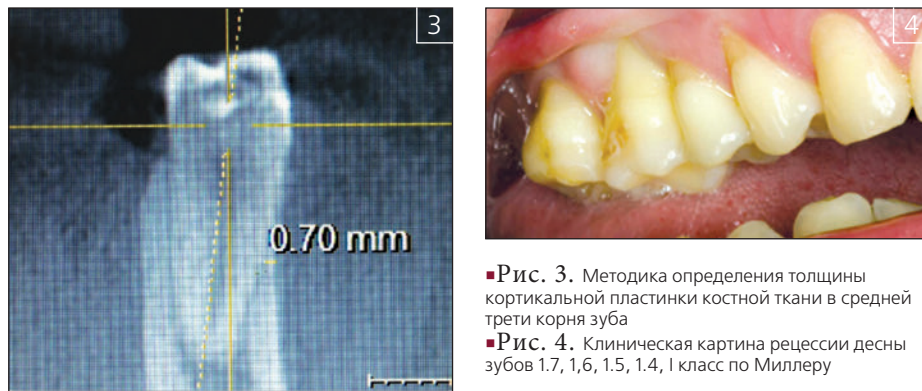 3
0.70 mm
4
▪Рис. 3. Методика определения толщины
кортикальной пластинки костной ткани в средней
трети корня зуба
▪Рис. 4. Клиническая картина рецессии десны
зубов 1.7, 1,6, 1.5, 1.4, I класс по Миллеру